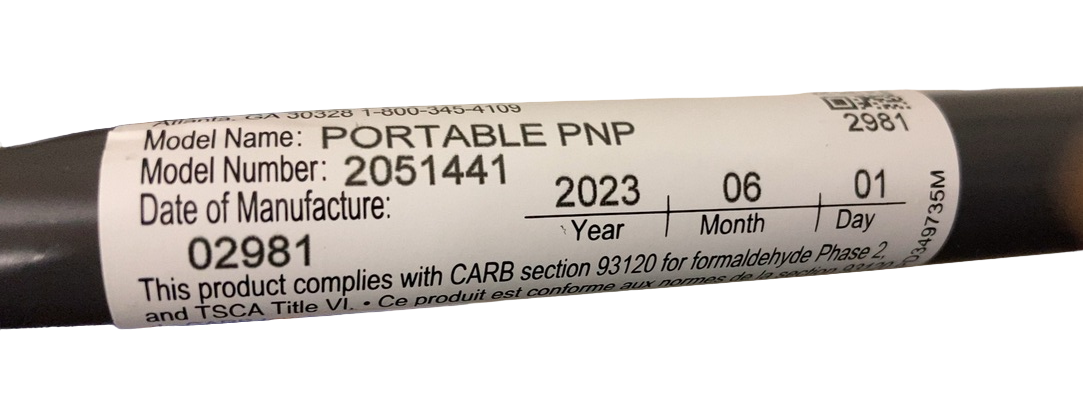 Atlanta, GA 30328 1-800-345-4109
Model Name: PORTABLE PNP
Model Number: 2051441
Date of Manufacture:
02981
2023 06 01
Year Month Day
2981
This product complies with CARB section 93120 for formaldehyde Phase 2,
and TSCA Title VI. • Ce produit est conforme aux normes de la section 93120
349735M